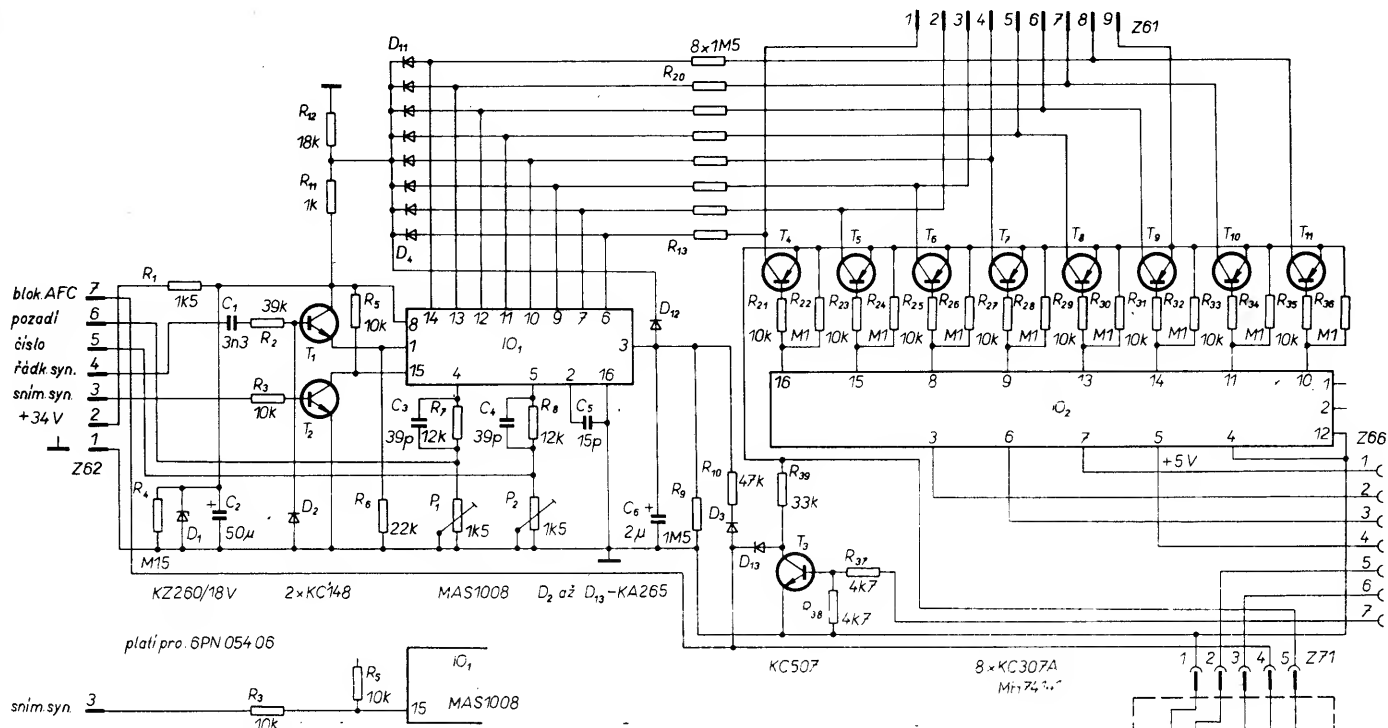 1 2 3 4 5 6 7 8 9 Z61
D11
8×1M5
R20
R12
18k
R11
1k
D4
R13
T4 T5 T6 T7 T8 T9 T10 T11
R1
1k5
blok. AFC 7
pozadí 6
číslo 5
řádk. syn. 4
sním. syn. 3
+34V 2
1
Z62
C1
3n3
39k
R2
T1
R3
10k
T2
R5
10k
14 13 12 11 10 9 7 6
8
1
15
IO1
3
4 5 2 16
D12
R21 R22 R23 R24 R25 R26 R27 R28 R29 R30 R31 R32 R33 R34 R35 R36
10k M1 10k M1 10k M1 10k M1 10k M1 10k M1 10k M1 10k M1
16 15 8 9 13 14 11 10
1
2
12
IO2
3 6 7 5 4
+5V
Z66
1
2
3
4
5
6
7
C3
39p
R7
12k
C4
39p
R8
12k
C5
15p
R4
M15
D1
+ C2
50µ
D2
R6
22k
P1
1k5
P2
1k5
C6 +
2µ
1M5
R9
R10
47k
D3
D13
R39
33k
T3
R37
4k7
4k7
KZ260/18V
2×KC148
MAS1008
D2 až D13-KA265
KC507
8×KC307A
1 2 3 4 5 Z71
platí pro. 6PN 054 06
sním. syn. 3
R3
10k
R5
10k
15
IO1
MAS1008